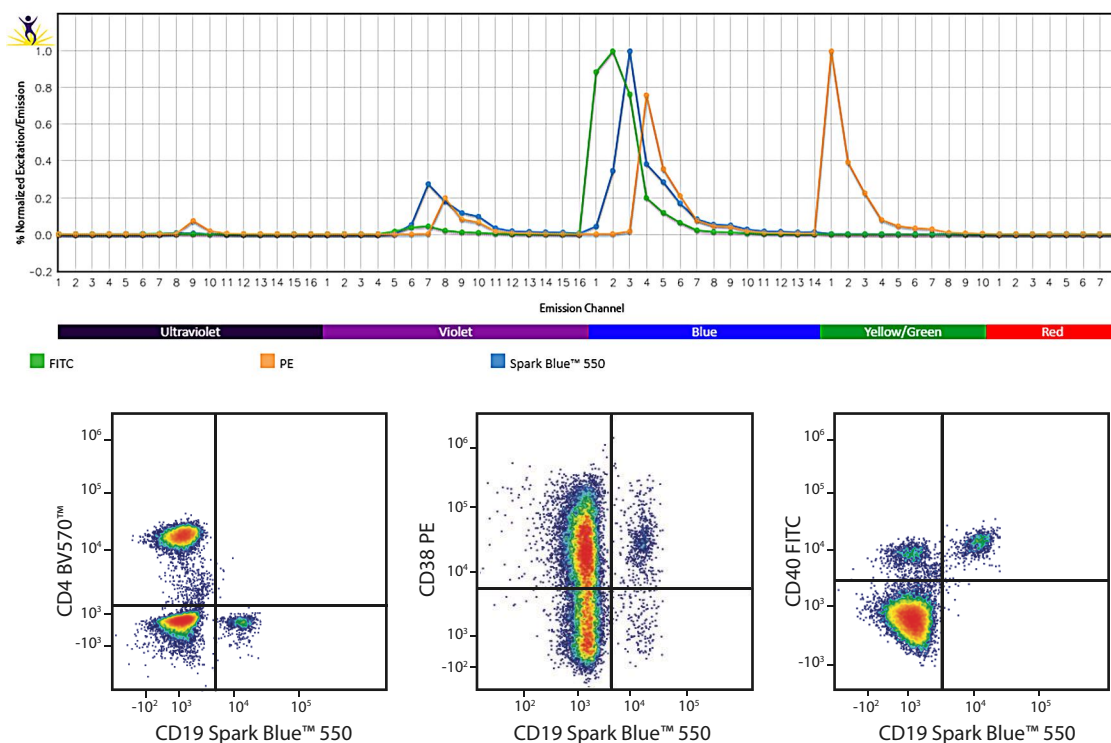 % Normalized Excitation/Emission
1.0
0.8
0.6
0.4
0.2
0.0
-0.2
1 2 3 4 5 6 7 8 9 10 11 12 13 14 15 16 1 2 3 4 5 6 7 8 9 10 11 12 13 14 15 16 1 2 3 4 5 6 7 8 9 10 11 12 13 14 1 2 3 4 5 6 7 8 9 10 1 2 3 4 5 6 7
Emission Channel
Ultraviolet Violet Blue Yellow/Green Red
FITC PE Spark Blue™ 550
CD4 BV570™
10⁶
10⁵
10⁴
10³
-10³
-10² 10³ 10⁴ 10⁵
CD19 Spark Blue™ 550
CD38 PE
10⁶
10⁵
10⁴
10³
-10²
10² 10³ 10⁴ 10⁵
CD19 Spark Blue™ 550
CD40 FITC
10⁶
10⁵
10⁴
10³
-10³
-10² 10³ 10⁴ 10⁵
CD19 Spark Blue™ 550